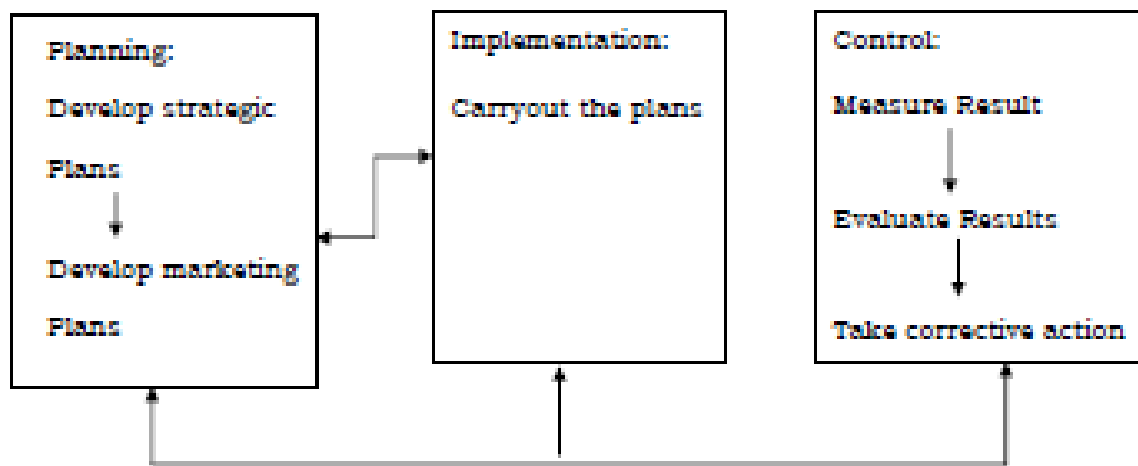 Planning:
Develop strategic
Plans
Develop marketing
Plans
Implementation:
Carryout the plans
Control:
Measure Result
Evaluate Results
Take corrective action